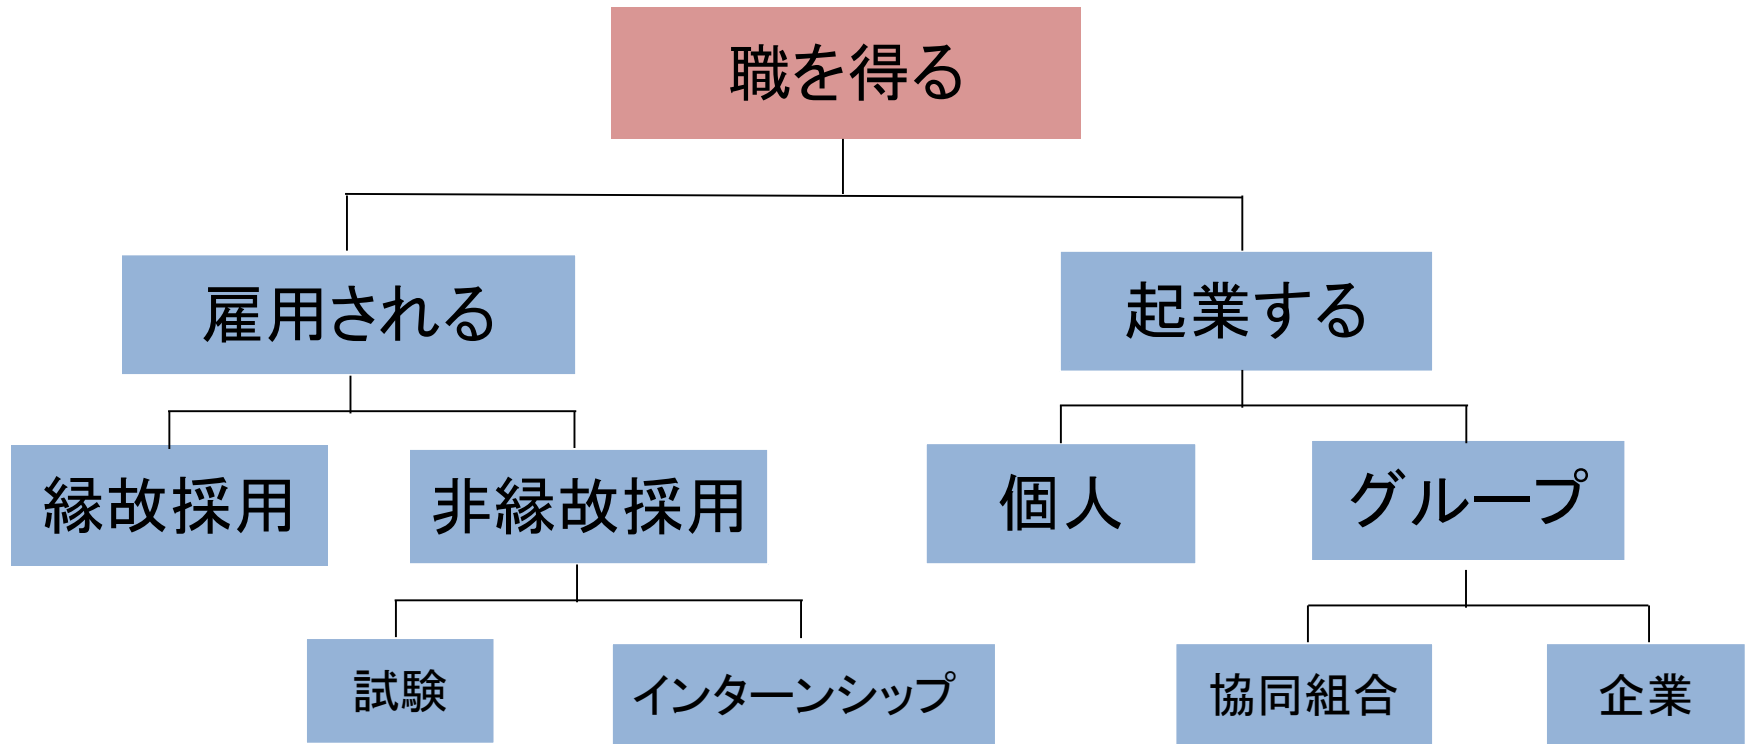 職を得る
雇用される
起業する
縁故採用
非縁故採用
個人
グループ
試験
インターンシップ
協同組合
企業